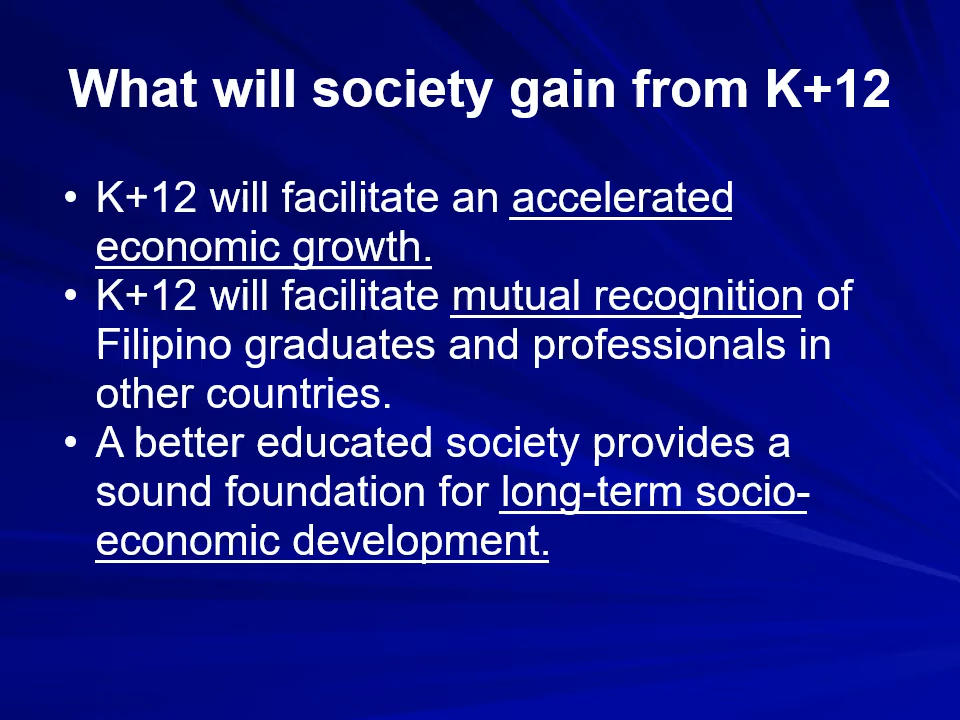 What will society gain from K+12
• K+12 will facilitate an accelerated
economic growth.
• K+12 will facilitate mutual recognition of
Filipino graduates and professionals in
other countries.
• A better educated society provides a
sound foundation for long-term socio-
economic development.